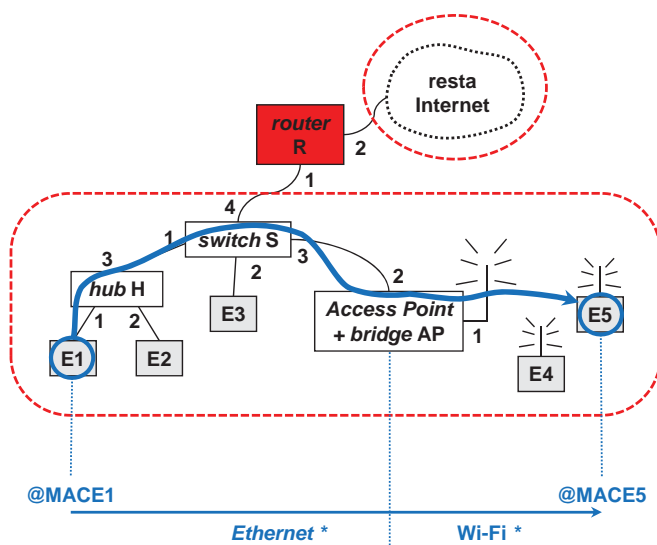 resta
Internet
router
R
2
1
4
1
switch S
3
2
3
hub H
2
E3
Access Point
+ bridge AP
1
E5
1
2
E1
E2
E4
@MACE1
@MACE5
Ethernet *
Wi-Fi *